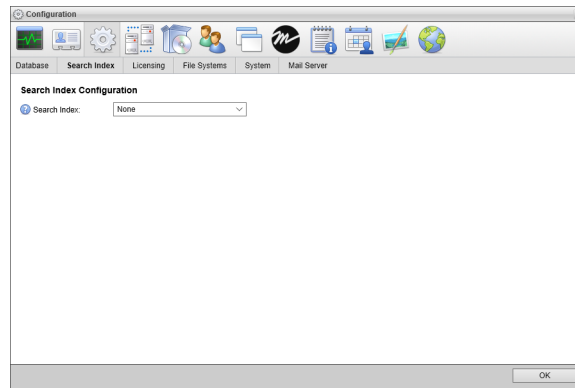 Configuration
Database Search Index Licensing File Systems System Mail Server
Search Index Configuration
Search Index: None
OK